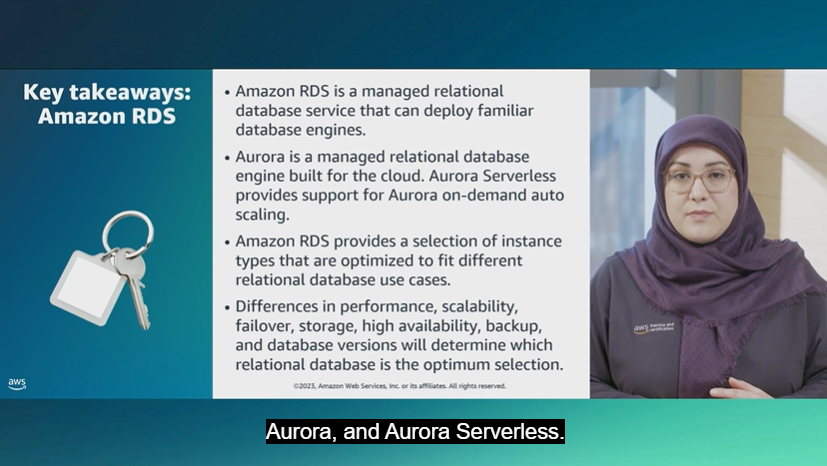 Key takeaways:
Amazon RDS
• Amazon RDS is a managed relational
database service that can deploy familiar
database engines.
• Aurora is a managed relational database
engine built for the cloud. Aurora Serverless
provides support for Aurora on-demand auto
scaling.
• Amazon RDS provides a selection of instance
types that are optimized to fit different
relational database use cases.
• Differences in performance, scalability,
failover, storage, high availability, backup,
and database versions will determine which
relational database is the optimum selection.
©2023, Amazon Web Services, Inc. or its affiliates. All rights reserved.
aws
aws training and
certification
Aurora, and Aurora Serverless.